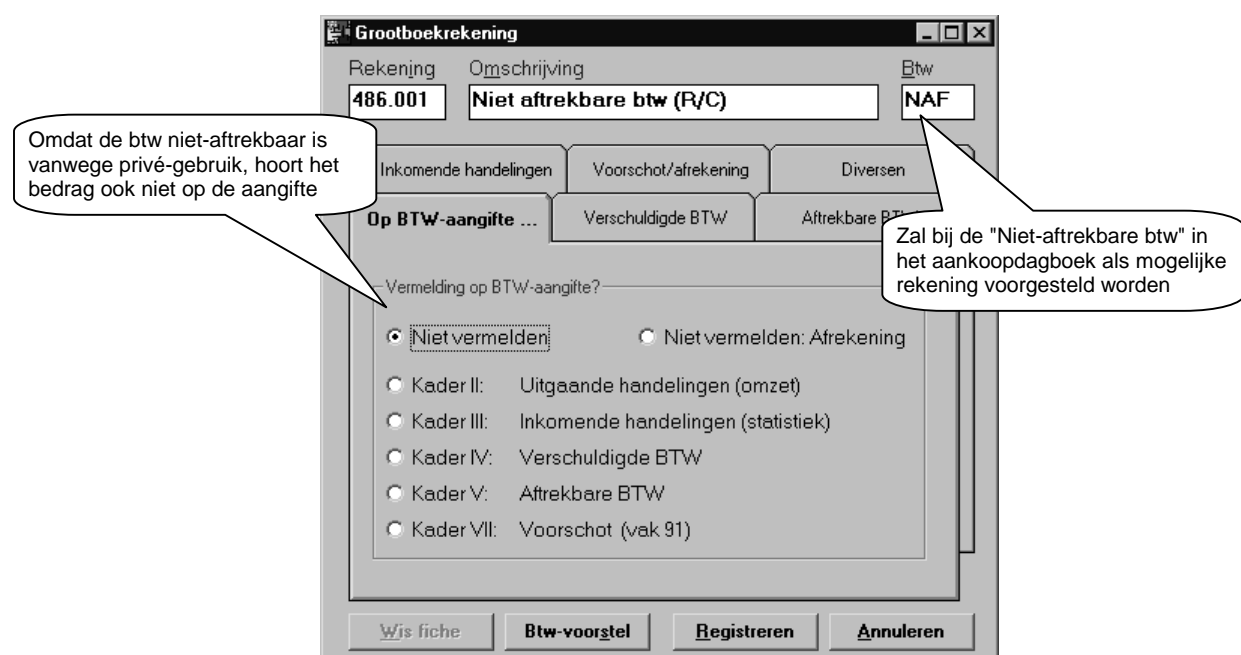 Grootboekrekening
Rekening Omschrijving Btw
486.001 Niet aftrekbare btw (R/C) NAF
Omdat de btw niet-aftrekbaar is
vanwege privé-gebruik, hoort het
bedrag ook niet op de aangifte
Inkomende handelingen Voorschot/afrekening Diversen
Op BTW-aangifte ... Verschuldigde BTW Aftrekbare
Zal bij de "Niet-aftrekbare btw" in
het aankoopdagboek als mogelijke
rekening voorgesteld worden
Vermelding op BTW-aangifte?
Niet vermelden Niet vermelden: Afrekening
Kader II: Uitgaande handelingen (omzet)
Kader III: Inkomende handelingen (statistiek)
Kader IV: Verschuldigde BTW
Kader V: Aftrekbare BTW
Kader VII: Voorschot (vak 91)
Wis fiche Btw-voorstel Registreren Annuleren